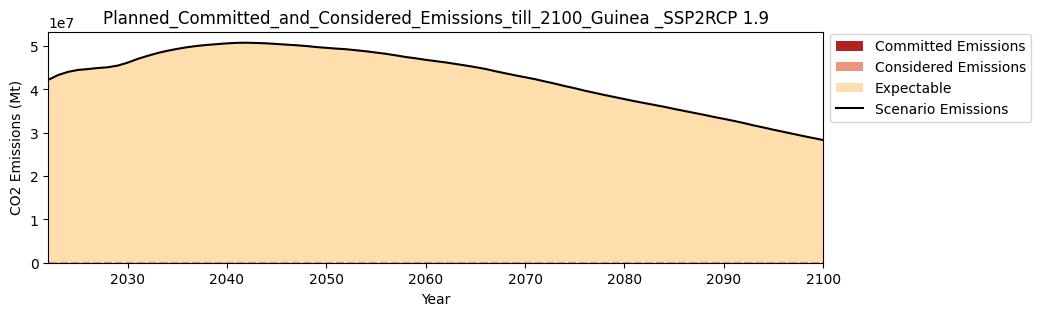 Planned_Committed_and_Considered_Emissions_till_2100_Guinea _SSP2RCP 1.9
1e7
5
4
3
2
1
0
CO2 Emissions (Mt)
2030 2040 2050 2060 2070 2080 2090 2100
Year
Committed Emissions
Considered Emissions
Expectable
Scenario Emissions